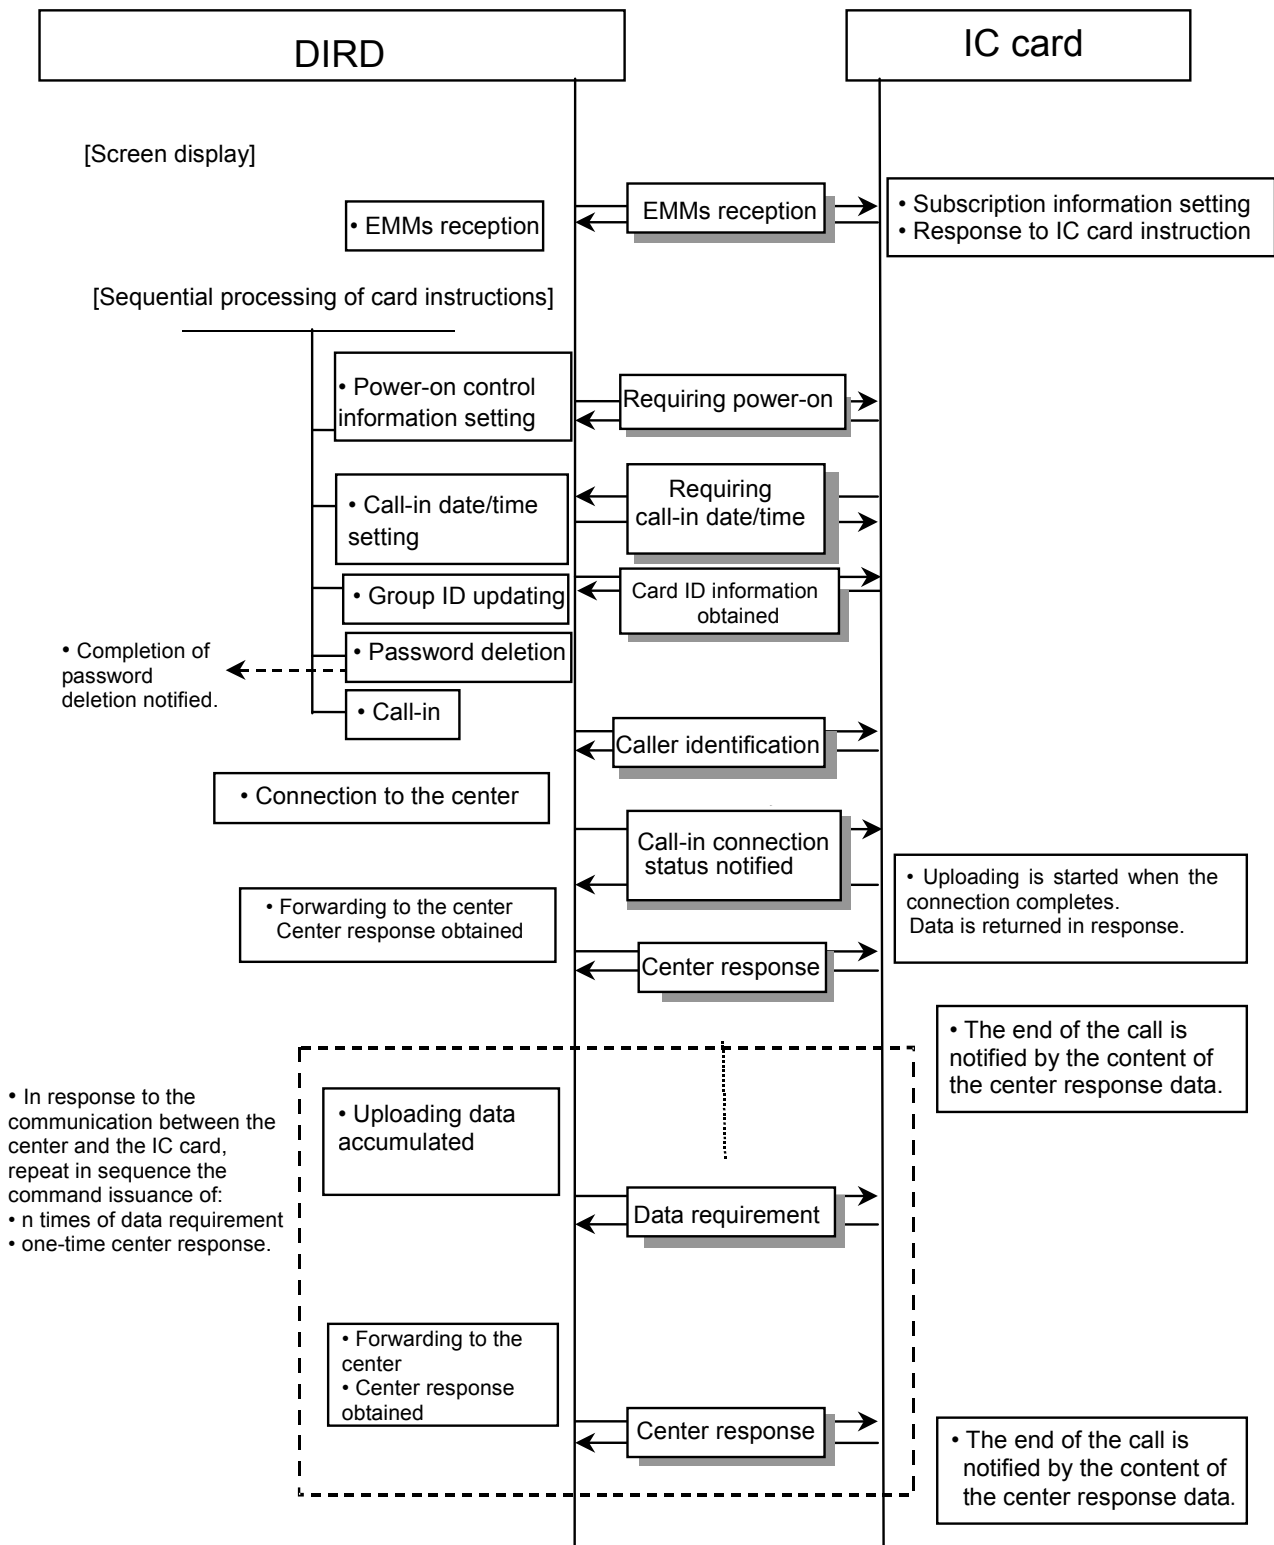 DIRD
IC card
[Screen display]
• EMMs reception
EMMs reception
• Subscription information setting
• Response to IC card instruction
[Sequential processing of card instructions]
• Power-on control
information setting
Requiring power-on
• Call-in date/time
setting
Requiring
call-in date/time
• Group ID updating
Card ID information
obtained
• Completion of
password
deletion notified.
• Password deletion
• Call-in
Caller identification
• Connection to the center
Call-in connection
status notified
• Uploading is started when the
connection completes.
Data is returned in response.
• Forwarding to the center
Center response obtained
Center response
• The end of the call is
notified by the content of
the center response data.
• In response to the
communication between the
center and the IC card,
repeat in sequence the
command issuance of:
• n times of data requirement
• one-time center response.
• Uploading data
accumulated
Data requirement
• Forwarding to the
center
• Center response
obtained
Center response
• The end of the call is
notified by the content of
the center response data.